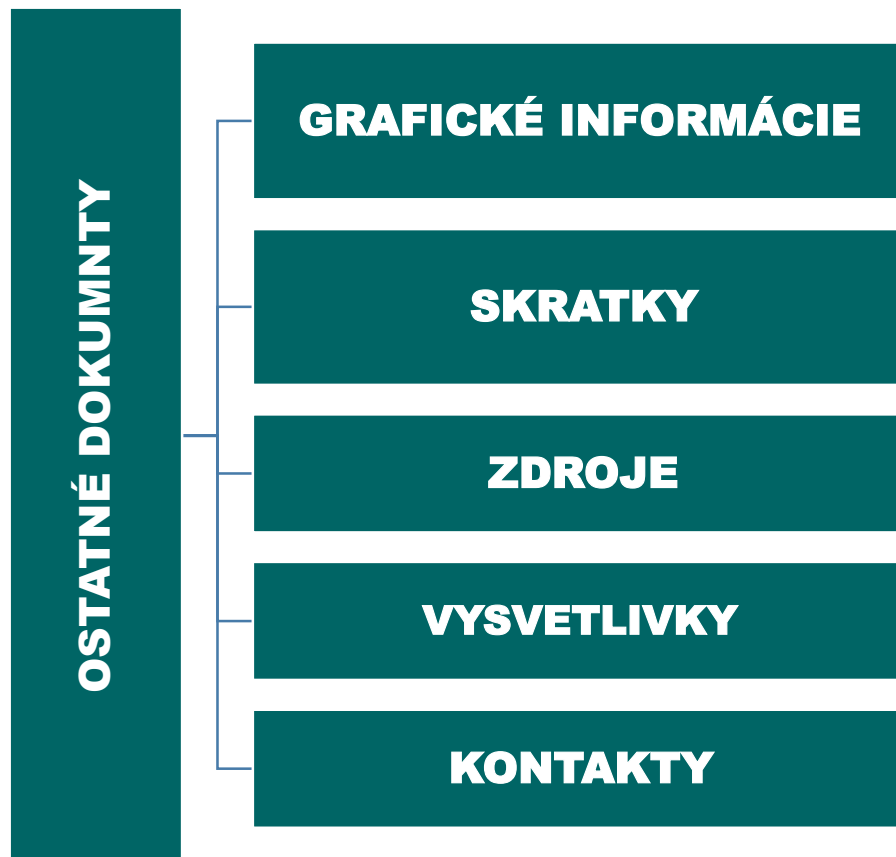 OSTATNÉ DOKUMNTY
GRAFICKÉ INFORMÁCIE
SKRATKY
ZDROJE
VYSVETLIVKY
KONTAKTY